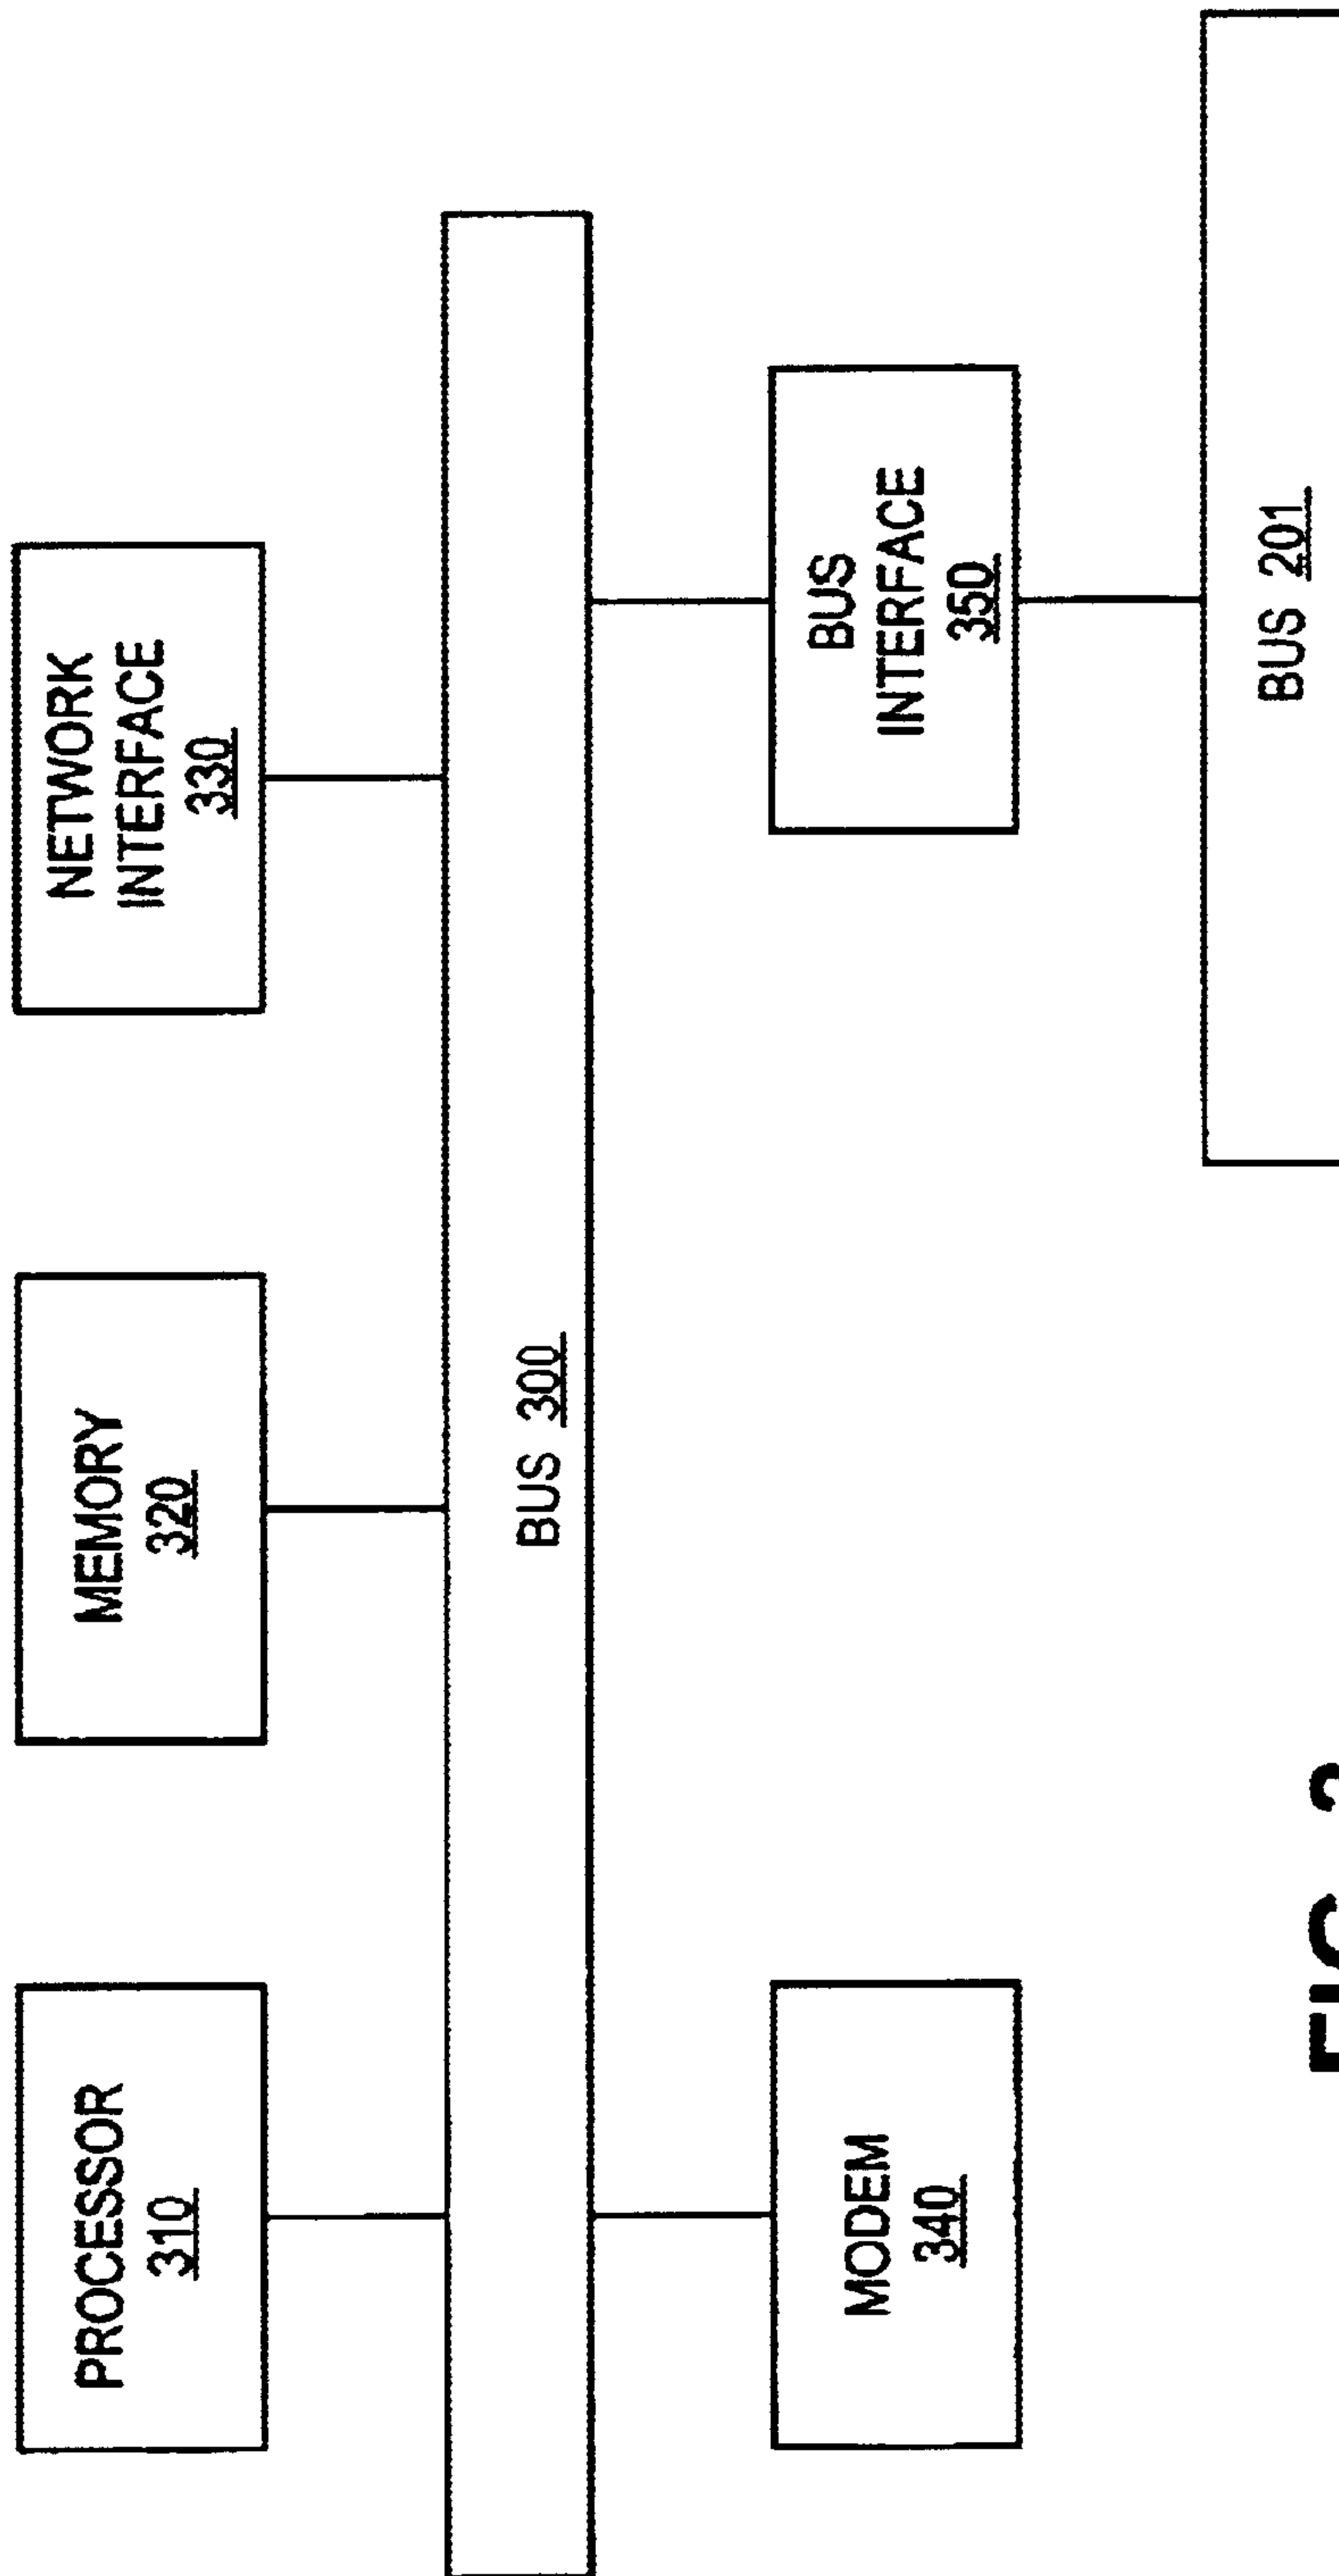 PROCESSOR
310
MEMORY
320
NETWORK
INTERFACE
330
BUS 300
MODEM
340
BUS
INTERFACE
350
BUS 201